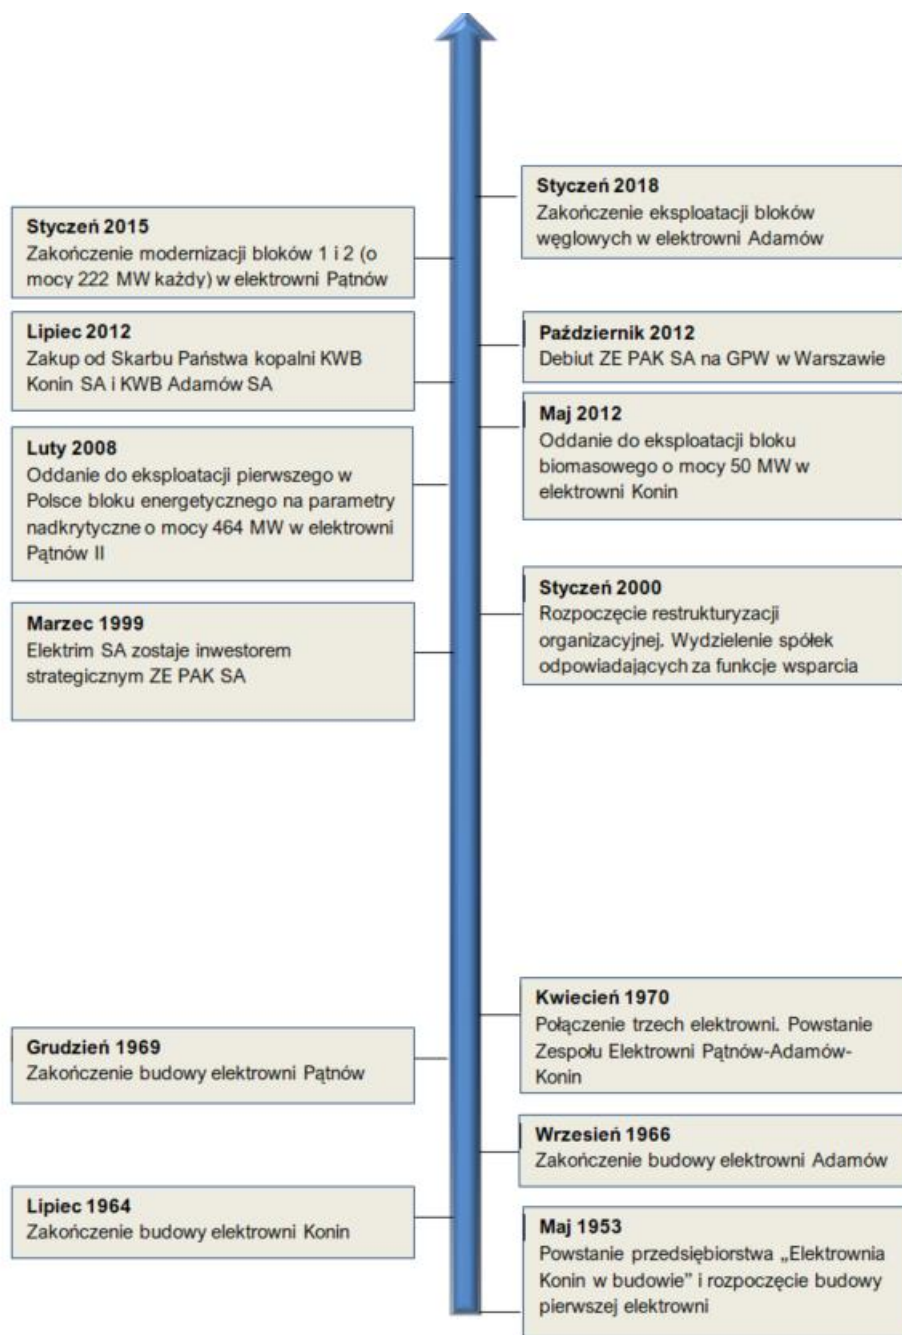 Styczeń 2018
Zakończenie eksploatacji bloków
węglowych w elektrowni Adamów
Styczeń 2015
Zakończenie modernizacji bloków 1 i 2 (o
mocy 222 MW każdy) w elektrowni Pątnów
Lipiec 2012
Zakup od Skarbu Państwa kopalni KWB
Konin SA i KWB Adamów SA
Październik 2012
Debiut ZE PAK SA na GPW w Warszawie
Maj 2012
Oddanie do eksploatacji bloku
biomasowego o mocy 50 MW w
elektrowni Konin
Luty 2008
Oddanie do eksploatacji pierwszego w
Polsce bloku energetycznego na parametry
nadkrytyczne o mocy 464 MW w elektrowni
Pątnów II
Styczeń 2000
Rozpoczęcie restrukturyzacji
organizacyjnej. Wydzielenie spółek
odpowiadających za funkcje wsparcia
Marzec 1999
Elektrim SA zostaje inwestorem
strategicznym ZE PAK SA
Kwiecień 1970
Połączenie trzech elektrowni. Powstanie
Zespołu Elektrowni Pątnów-Adamów-
Konin
Grudzień 1969
Zakończenie budowy elektrowni Pątnów
Wrzesień 1966
Zakończenie budowy elektrowni Adamów
Lipiec 1964
Zakończenie budowy elektrowni Konin
Maj 1953
Powstanie przedsiębiorstwa „Elektrownia
Konin w budowie” i rozpoczęcie budowy
pierwszej elektrowni